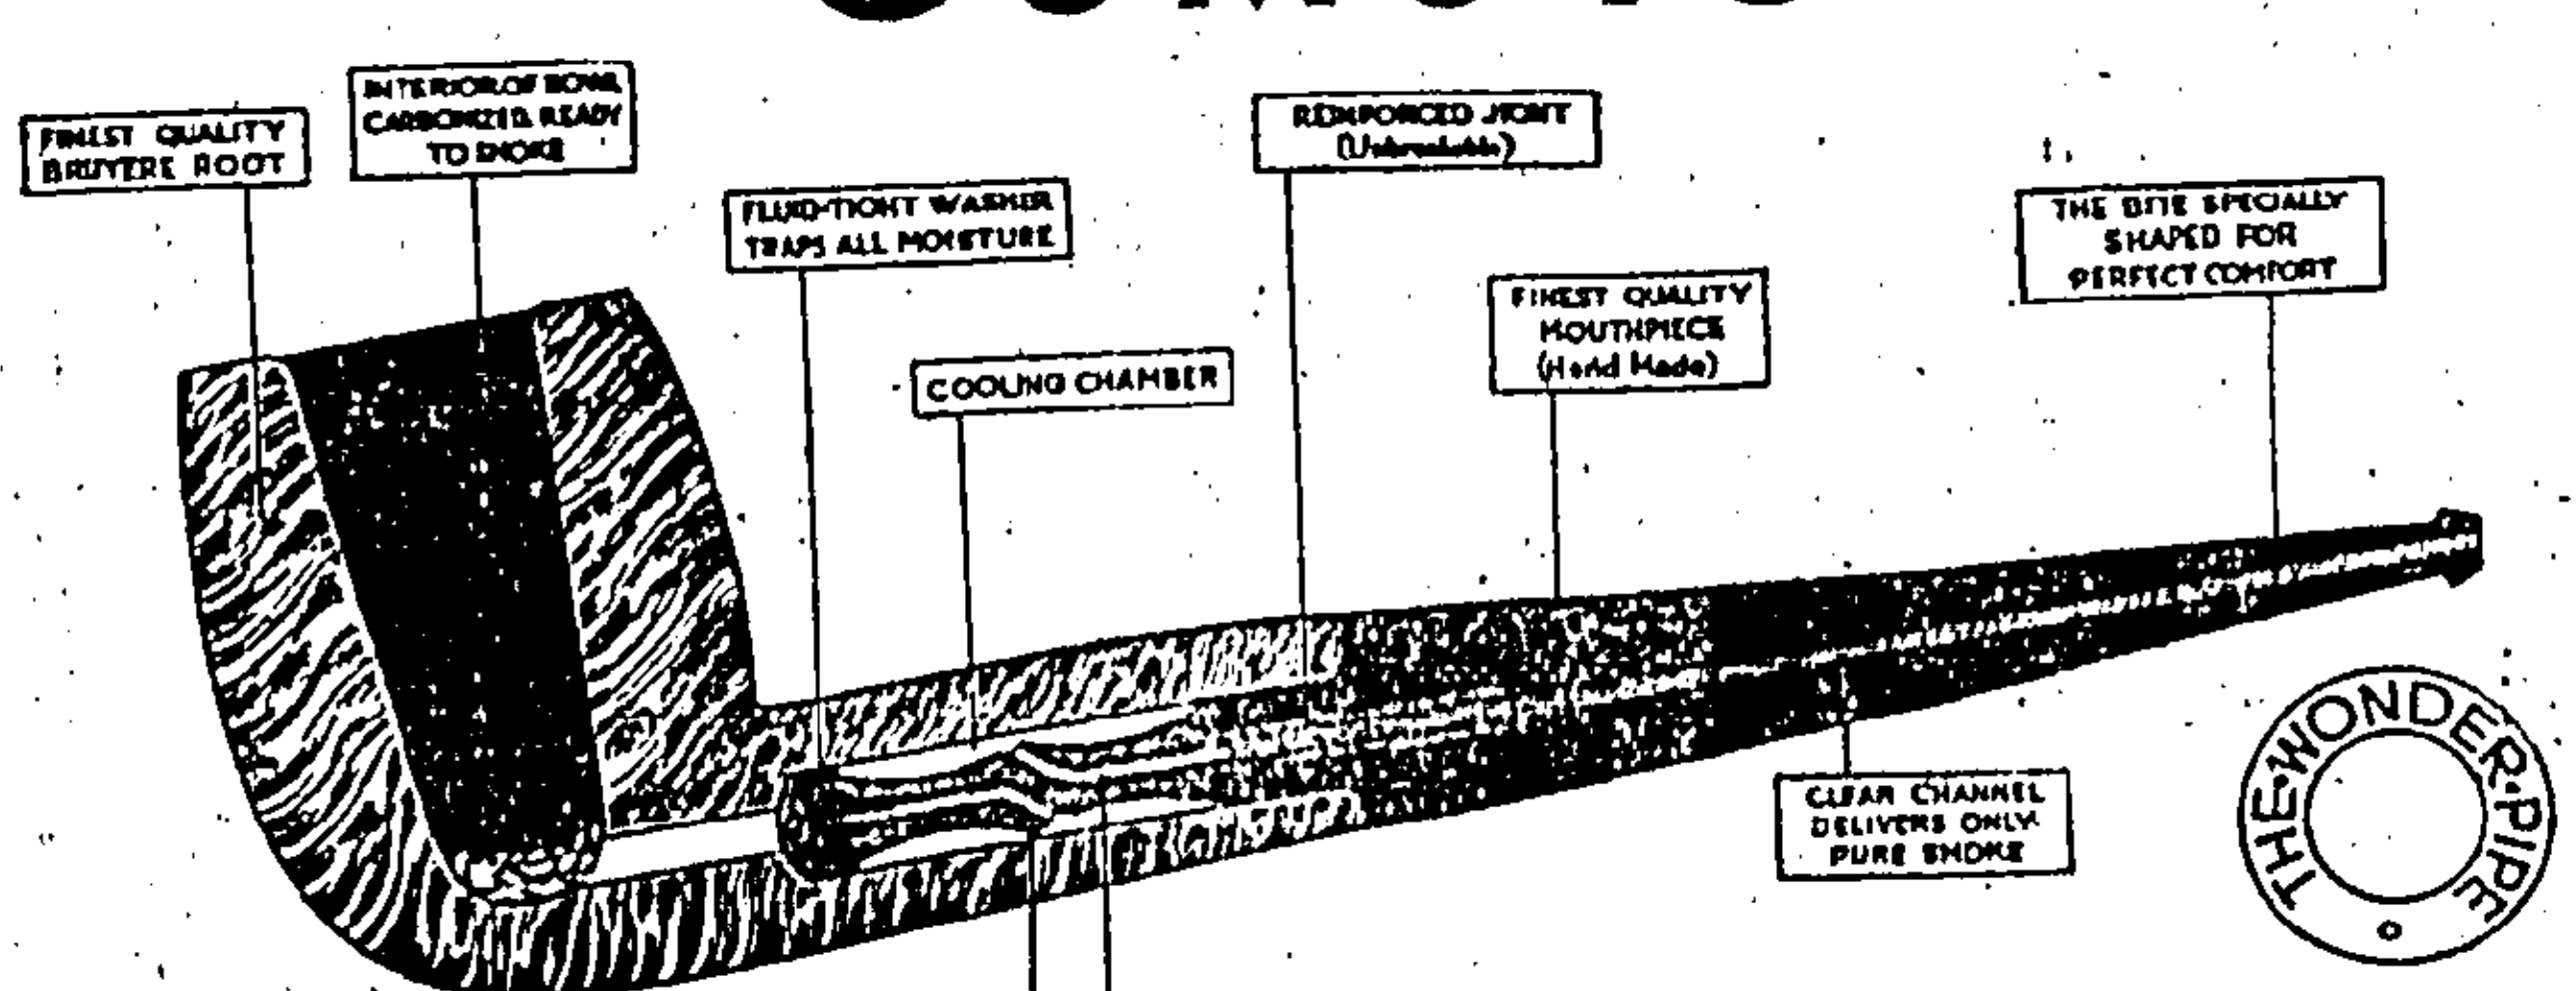 FINEST QUALITY
BRUYERE ROOT
INTERIOR OF BOWL
CARBONIZED, READY
TO SMOKE
FLUID-TIGHT WASHER
TRAPS ALL MOISTURE
COOLING CHAMBER
REINFORCED JOINT
(Unbreakable)
FINEST QUALITY
MOUTHPIECE
(Hand Made)
THE BITE SPECIALLY
SHAPED FOR
PERFECT COMFORT
CLEAR CHANNEL
DELIVERS ONLY
PURE SMOKE
THE·WONDER·PIPE